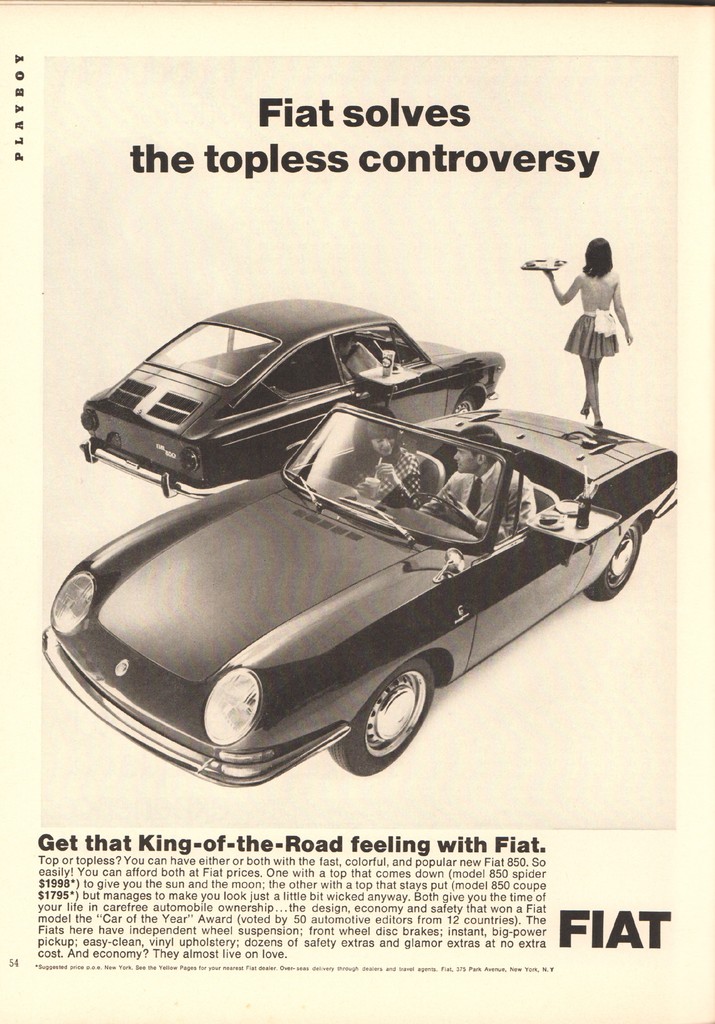 PLAYBOY
Fiat solves
the topless controversy
Get that King-of-the-Road feeling with Fiat.
Top or topless? You can have either or both with the fast, colorful, and popular new Fiat 850. So
easily! You can afford both at Fiat prices. One with a top that comes down (model 850 spider
$1998*) to give you the sun and the moon; the other with a top that stays put (model 850 coupe
$1795*) but manages to make you look just a little bit wicked anyway. Both give you the time of
your life in carefree automobile ownership...the design, economy and safety that won a Fiat
model the "Car of the Year" Award (voted by 50 automotive editors from 12 countries). The
Fiats here have independent wheel suspension; front wheel disc brakes; instant, big-power
pickup; easy-clean, vinyl upholstery; dozens of safety extras and glamor extras at no extra
cost. And economy? They almost live on love.
FIAT
54
*Suggested price p.o.e. New York. See the Yellow Pages for your nearest Fiat dealer. Over-seas delivery through dealers and travel agents. Fiat, 375 Park Avenue, New York, N.Y